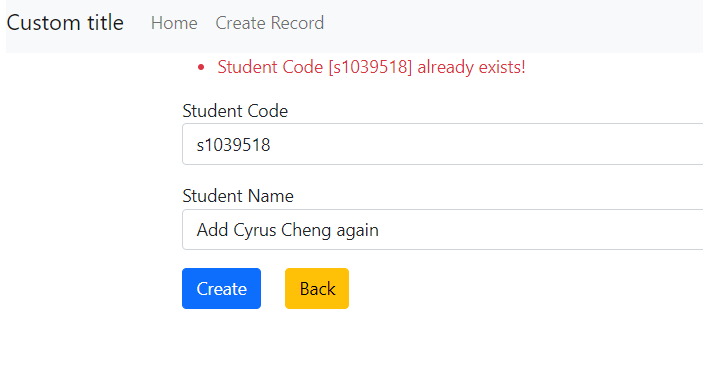 Custom title Home Create Record
Student Code [s1039518] already exists!
Student Code
s1039518
Student Name
Add Cyrus Cheng again
Create Back